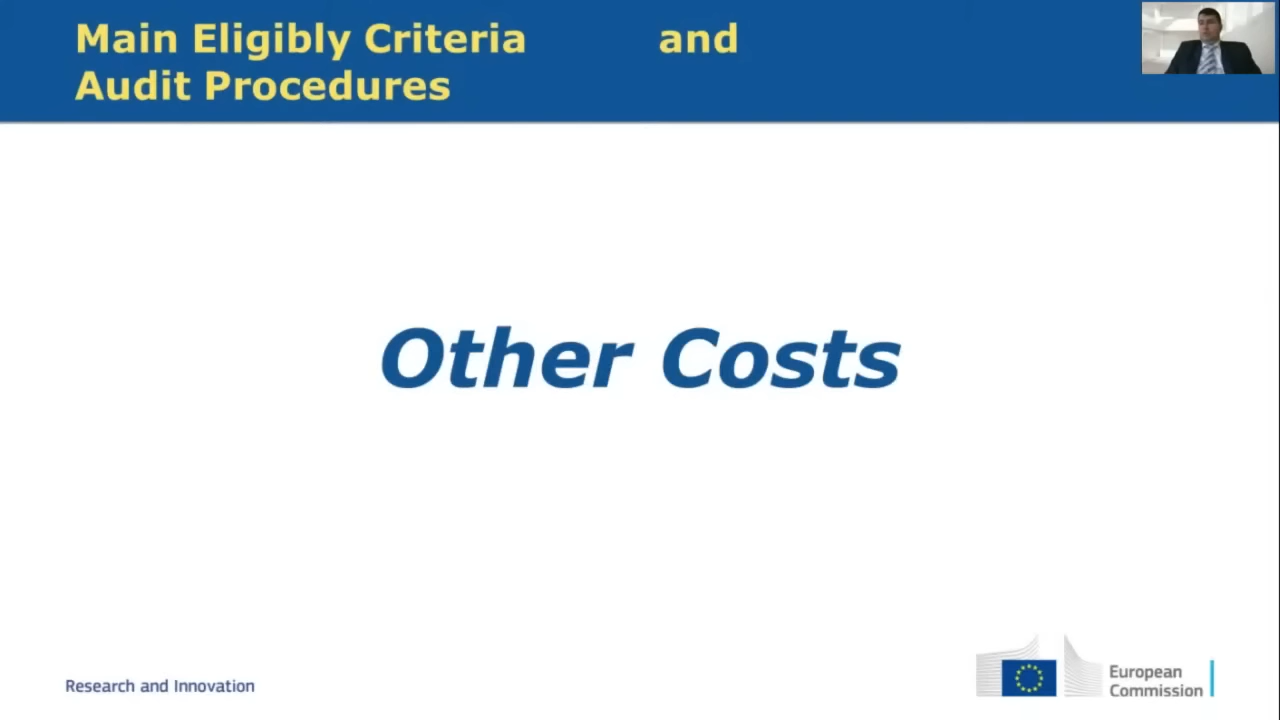 Main Eligibly Criteria and
Audit Procedures
Other Costs
Research and Innovation
European
Commission